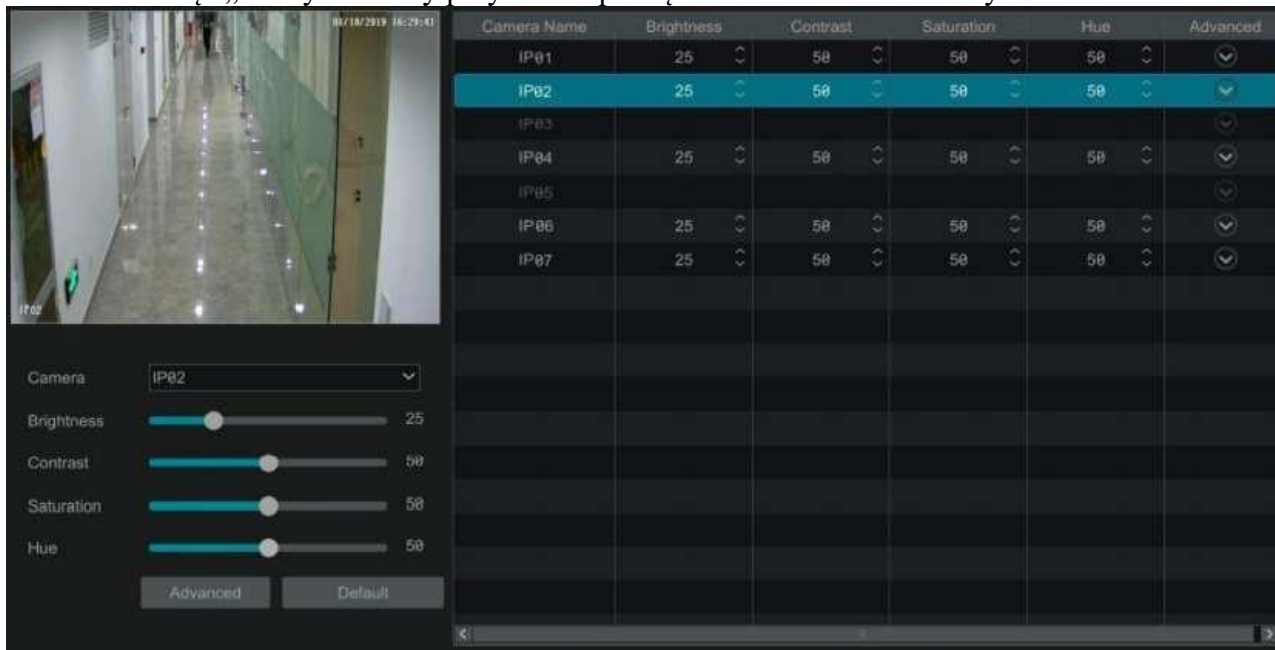 08/18/2019 16:29:41
IP02
Camera Name Brightness Contrast Saturation Hue Advanced
IP01 25 50 50 50
IP02 25 50 50 50
IP03
IP04 25 50 50 50
IP05
IP06 25 50 50 50
IP07 25 50 50 50
Camera IP02
Brightness 25
Contrast 50
Saturation 50
Hue 50
Advanced Default